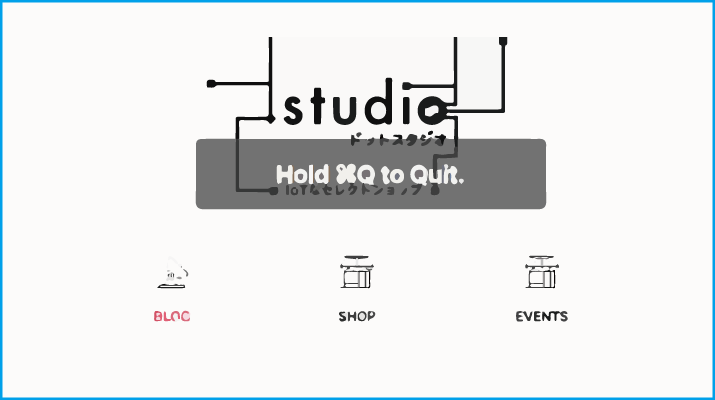 studio
ドットスタジオ
Hold ⌘Q to Quit.
IoTなセレクトショップ
BLOG
SHOP
EVENTS